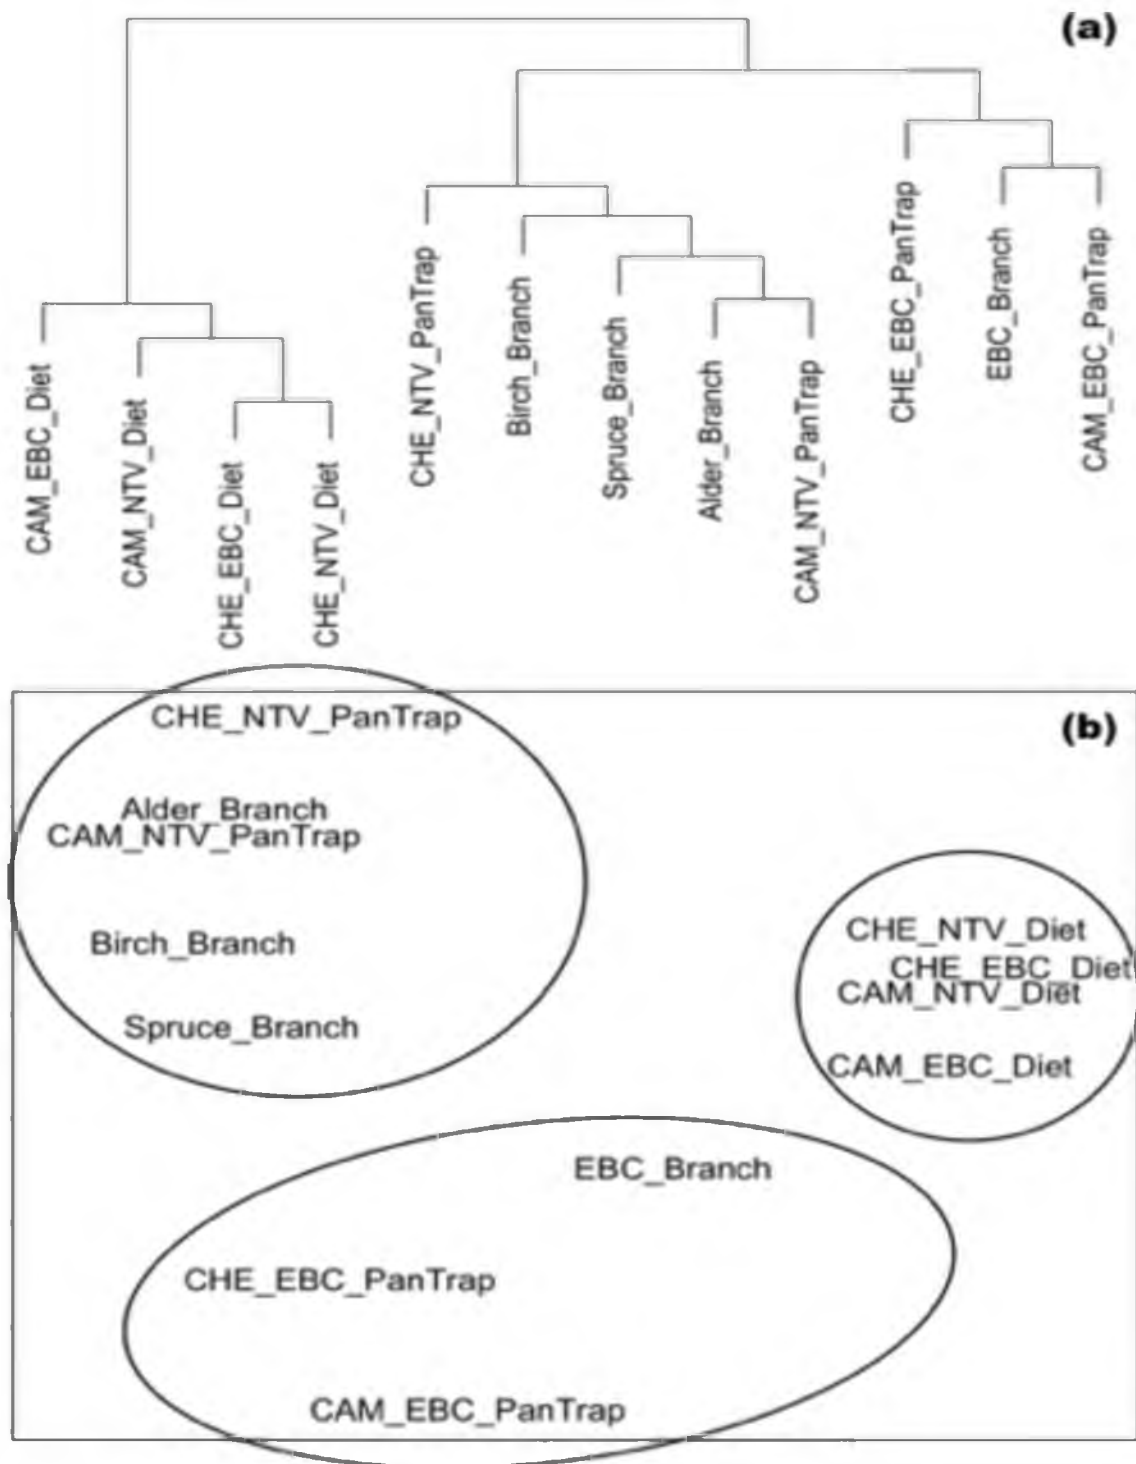 (a)
CAM_EBC_Diet
CAM_NTV_Diet
CHE_EBC_Diet
CHE_NTV_Diet
CHE_NTV_PanTrap
Birch_Branch
Spruce_Branch
Alder_Branch
CAM_NTV_PanTrap
CHE_EBC_PanTrap
EBC_Branch
CAM_EBC_PanTrap
(b)
CHE_NTV_PanTrap
Alder_Branch
CAM_NTV_PanTrap
Birch_Branch
Spruce_Branch
CHE_NTV_Diet
CHE_EBC_Diet
CAM_NTV_Diet
CAM_EBC_Diet
EBC_Branch
CHE_EBC_PanTrap
CAM_EBC_PanTrap